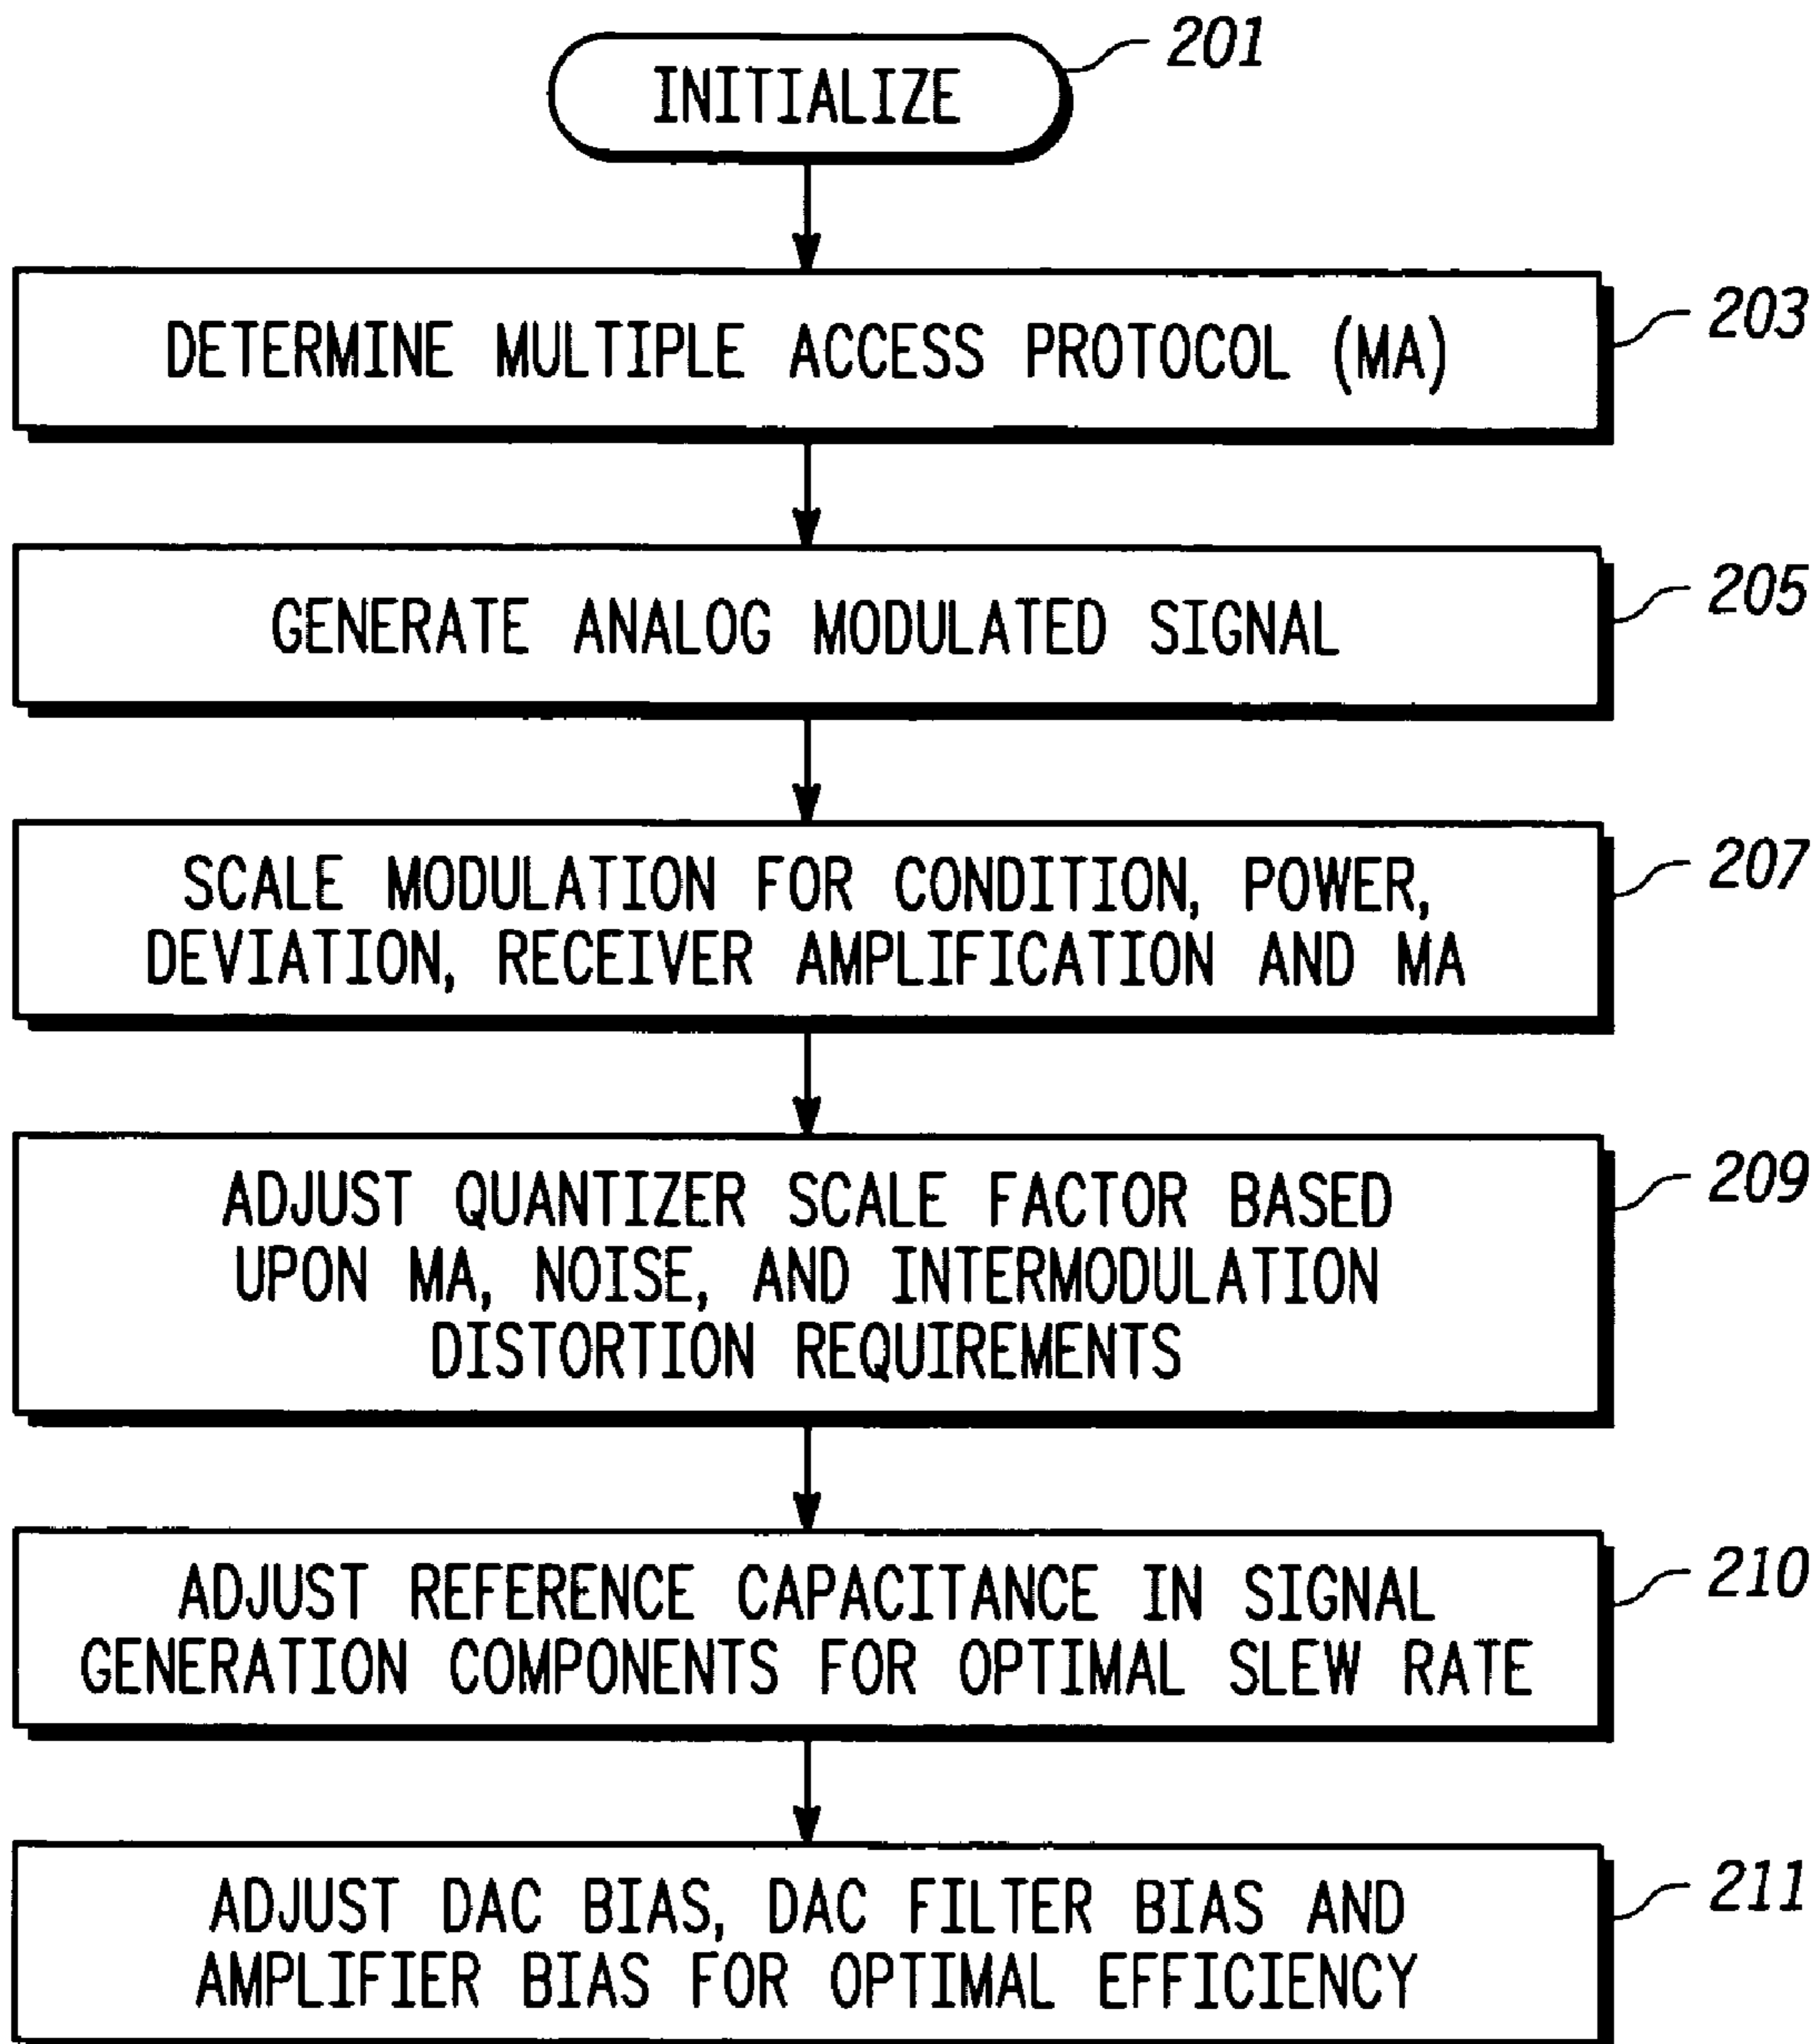 201
INITIALIZE
203
DETERMINE MULTIPLE ACCESS PROTOCOL (MA)
205
GENERATE ANALOG MODULATED SIGNAL
207
SCALE MODULATION FOR CONDITION, POWER,
DEVIATION, RECEIVER AMPLIFICATION AND MA
209
ADJUST QUANTIZER SCALE FACTOR BASED
UPON MA, NOISE, AND INTERMODULATION
DISTORTION REQUIREMENTS
210
ADJUST REFERENCE CAPACITANCE IN SIGNAL
GENERATION COMPONENTS FOR OPTIMAL SLEW RATE
211
ADJUST DAC BIAS, DAC FILTER BIAS AND
AMPLIFIER BIAS FOR OPTIMAL EFFICIENCY